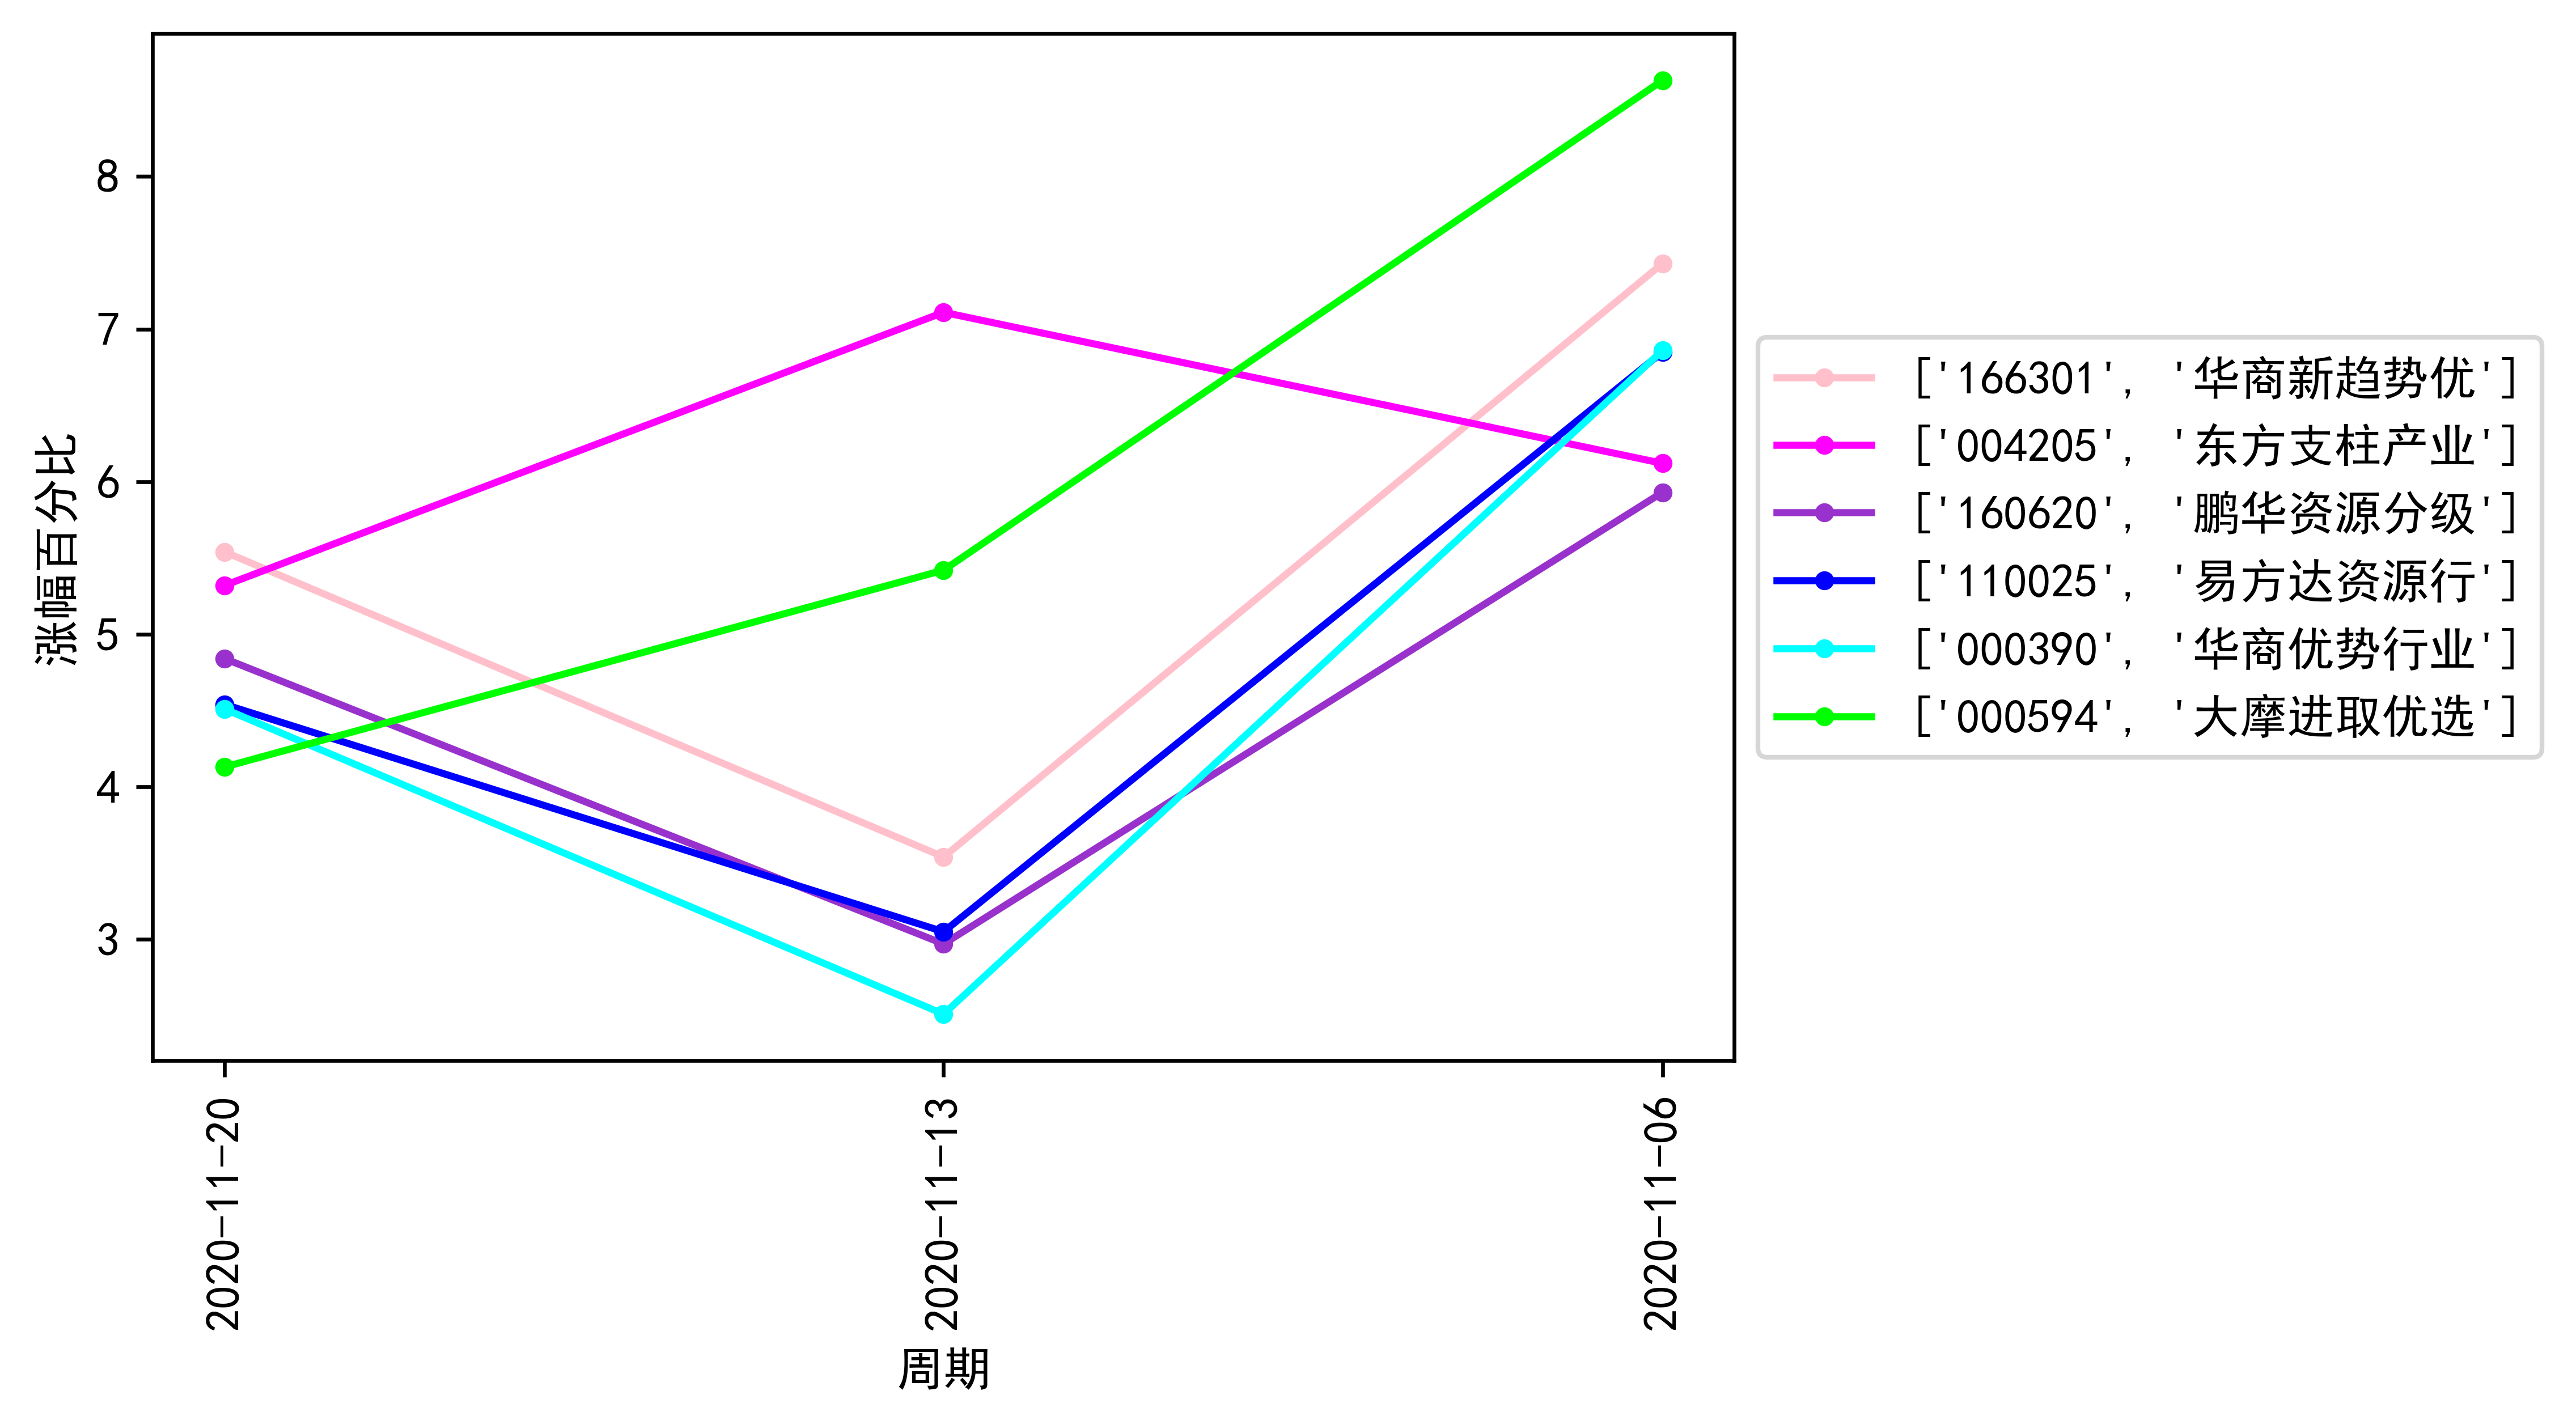 8
7
6
5
4
3
涨幅百分比
2020-11-20
2020-11-13
2020-11-06
周期
['166301', '华商新趋势优']
['004205', '东方支柱产业']
['160620', '鹏华资源分级']
['110025', '易方达资源行']
['000390', '华商优势行业']
['000594', '大摩进取优选']